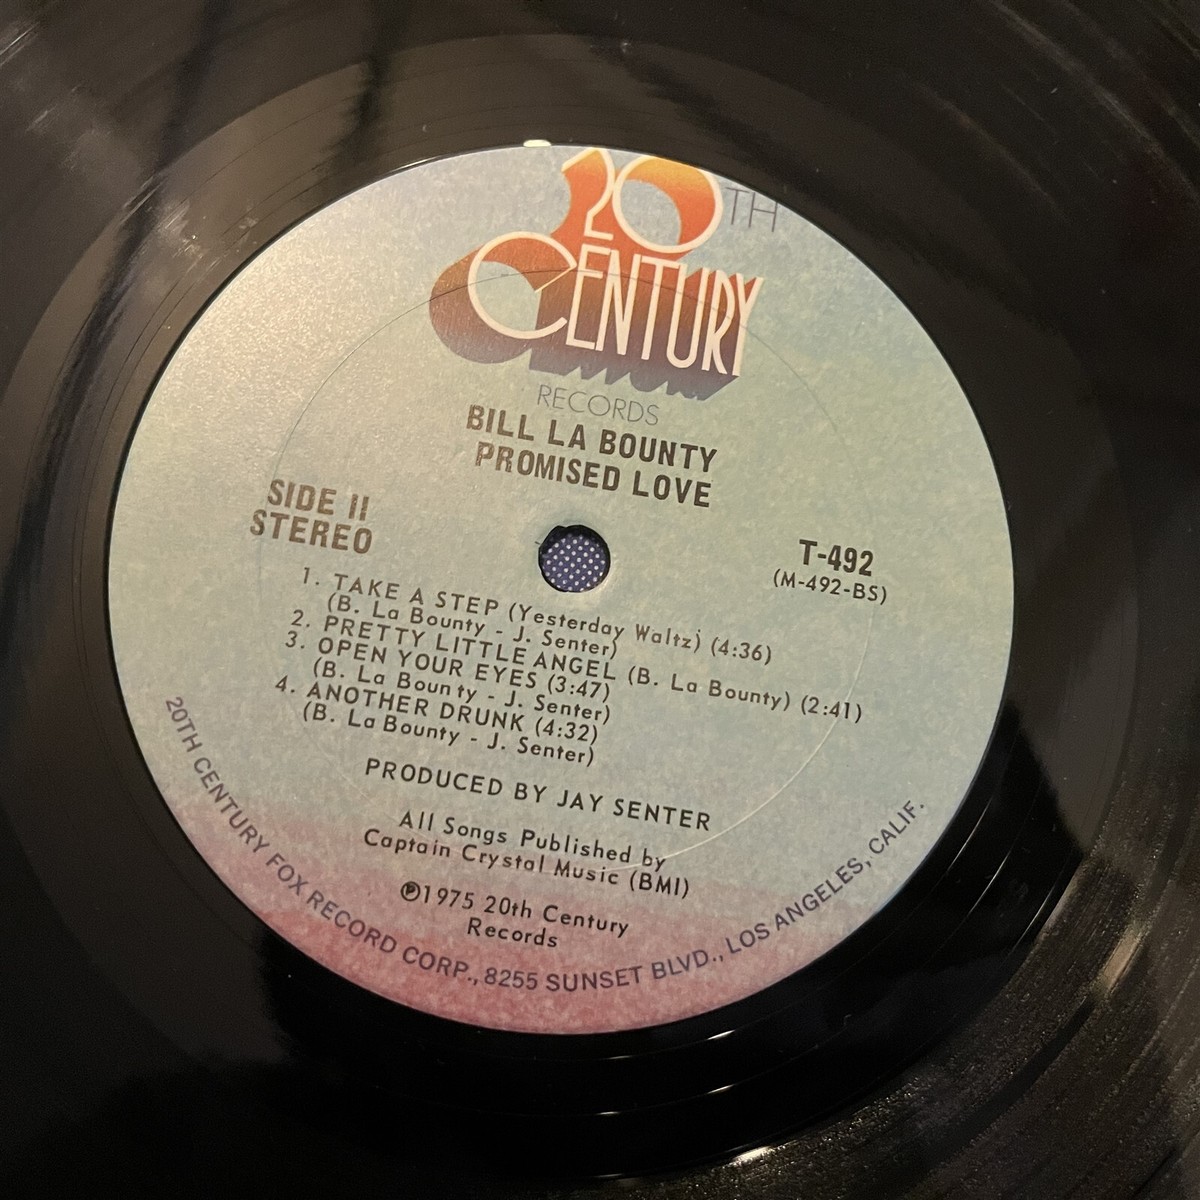 20TH
CENTURY
RECORDS
BILL LA BOUNTY
PROMISED LOVE
SIDE II
STEREO
T-492
(M-492-BS)
1. TAKE A STEP (Yesterday Waltz) (4:36)
(B. La Bounty - J. Senter)
2. PRETTY LITTLE ANGEL (B. La Bounty) (2:41)
3. OPEN YOUR EYES (3:47)
(B. La Bounty - J. Senter)
4. ANOTHER DRUNK (4:32)
(B. La Bounty - J. Senter)
PRODUCED BY JAY SENTER
All Songs Published by
Captain Crystal Music (BMI)
℗1975 20th Century
Records
20TH CENTURY FOX RECORD CORP., 8255 SUNSET BLVD., LOS ANGELES, CALIF.